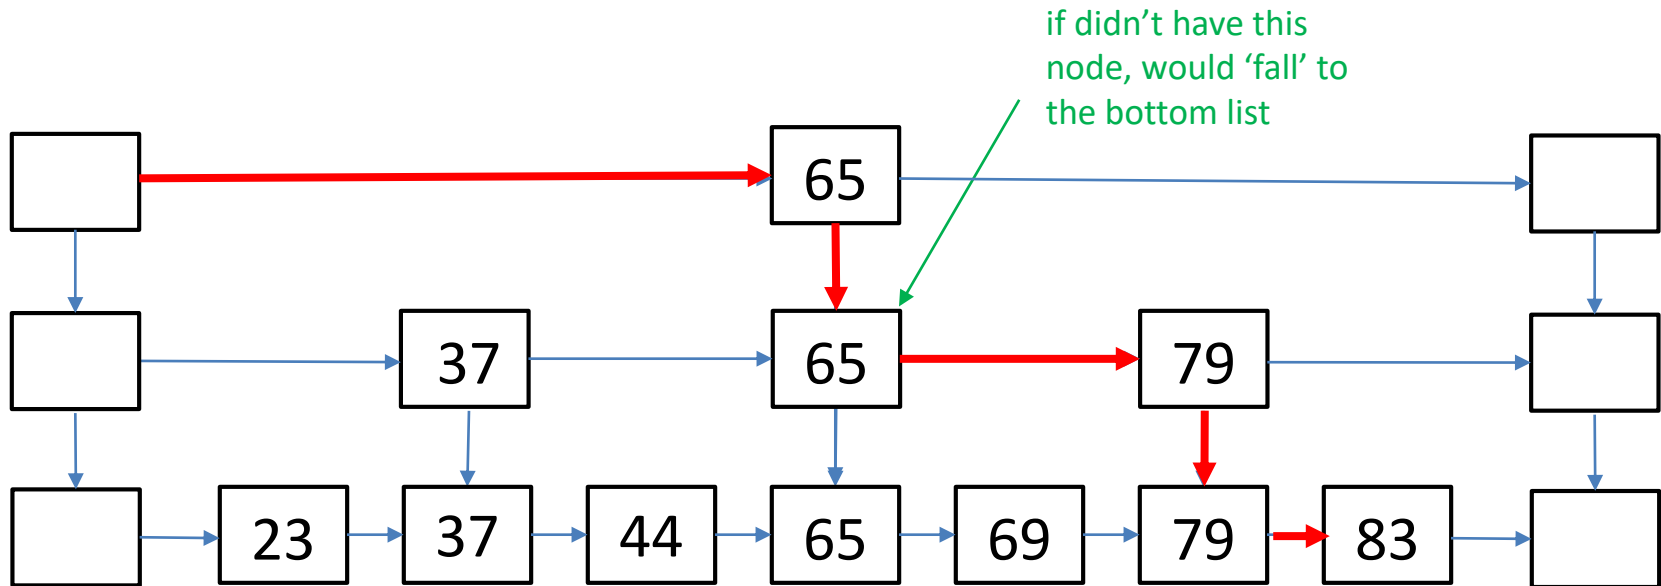 if didn’t have this
node, would ‘fall’ to
the bottom list
65
37 65 79
23 37 44 65 69 79 83